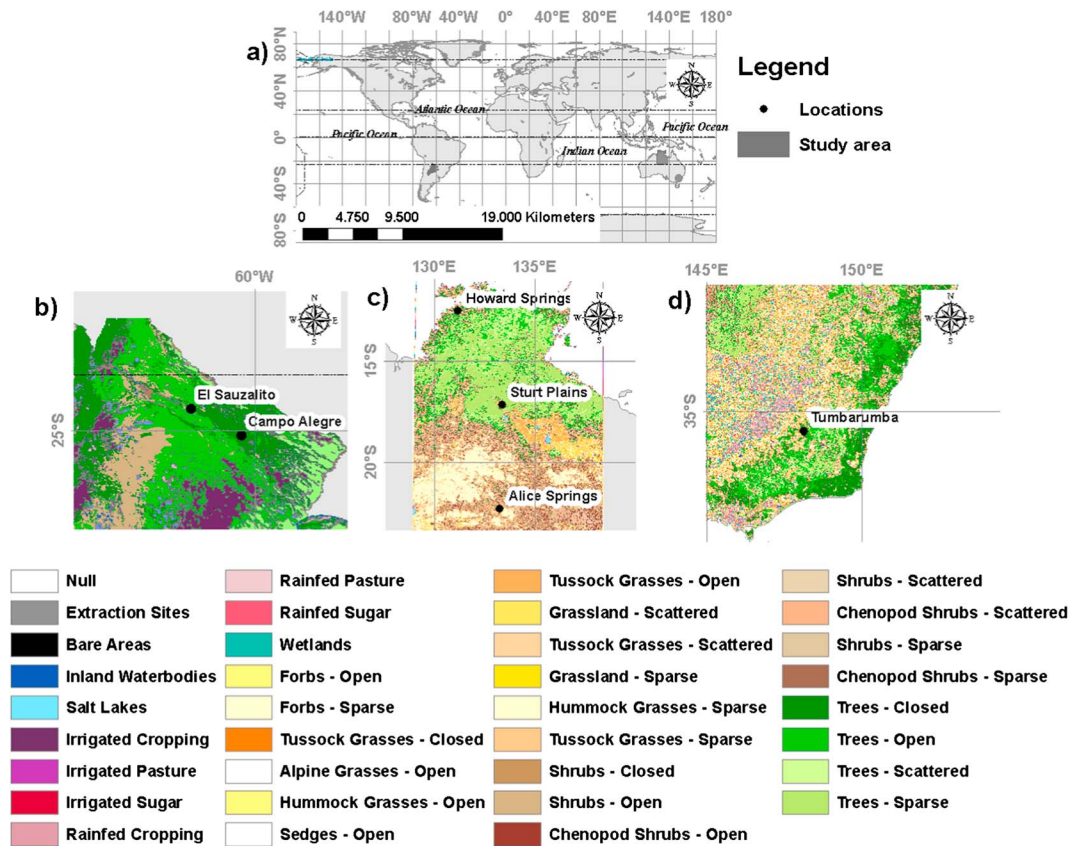 140°W 80°W 40°W 0° 40°E 80°E 140°E 180°
a)
80°N
40°N
0°
40°S
80°S
Atlantic Ocean
Pacific Ocean
Pacific Ocean
Indian Ocean
N
W E
S
0 4,750 9,500 19,000 Kilometers
Legend
Locations
Study area
b)
60°W
N
W E
S
25°S
El Sauzalito
Campo Alegre
c)
130°E 135°E
N
W E
S
15°S
20°S
Howard Springs
Sturt Plains
Alice Springs
d)
145°E 150°E
N
W E
S
35°S
Tumbarumba
Null
Extraction Sites
Bare Areas
Inland Waterbodies
Salt Lakes
Irrigated Cropping
Irrigated Pasture
Irrigated Sugar
Rainfed Cropping
Rainfed Pasture
Rainfed Sugar
Wetlands
Forbs - Open
Forbs - Sparse
Tussock Grasses - Closed
Alpine Grasses - Open
Hummock Grasses - Open
Sedges - Open
Tussock Grasses - Open
Grassland - Scattered
Tussock Grasses - Scattered
Grassland - Sparse
Hummock Grasses - Sparse
Tussock Grasses - Sparse
Shrubs - Closed
Shrubs - Open
Chenopod Shrubs - Open
Shrubs - Scattered
Chenopod Shrubs - Scattered
Shrubs - Sparse
Chenopod Shrubs - Sparse
Trees - Closed
Trees - Open
Trees - Scattered
Trees - Sparse